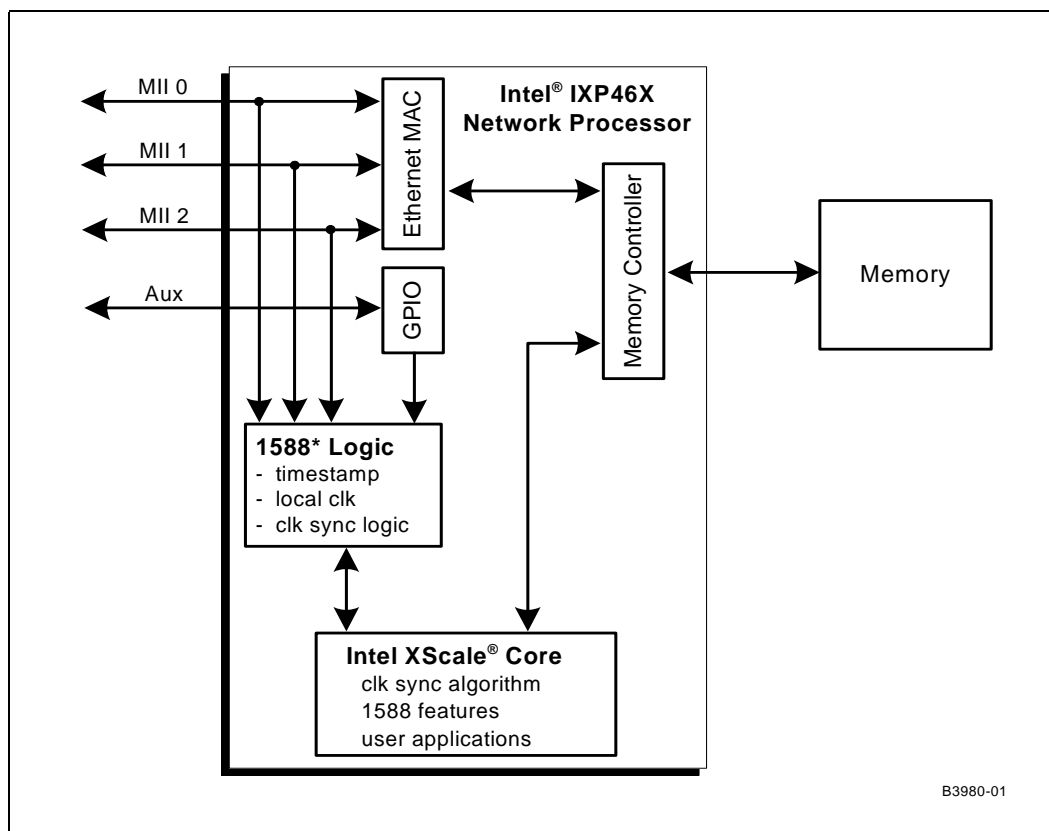 MII 0
MII 1
MII 2
Aux
Ethernet MAC
GPIO
Intel® IXP46X
Network Processor
Memory Controller
Memory
1588* Logic
- timestamp
- local clk
- clk sync logic
Intel XScale® Core
clk sync algorithm
1588 features
user applications
B3980-01